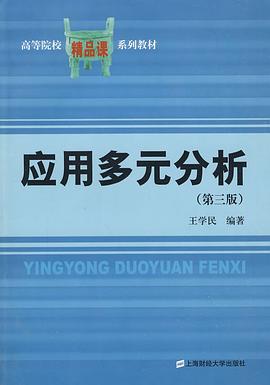 高等院校 精品课 系列教材
应用多元分析
(第三版)
王学民 编著
YINGYONG DUOYUAN FENXI
上海财经大学出版社